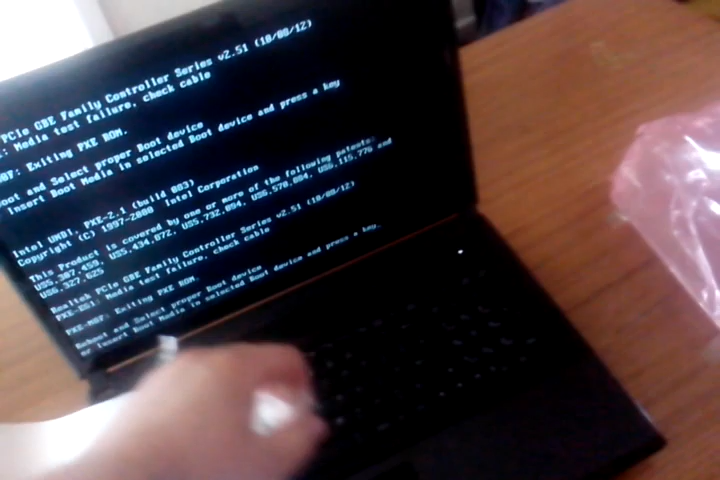 PCIe GBE Family Controller Series v2.51 (10/08/12)
: Media test failure, check cable
: Exiting PXE ROM.
oot and Select proper Boot device
Insert Boot Media in selected Boot device and press a key
Intel UNDI, PXE-2.1 (build 083)
Copyright (C) 1997-2000 Intel Corporation
This Product is covered by one or more of the following patents:
US5,307,459, US5,434,872, US5,732,094, US6,570,884, US6,115,776 and
US6,327,625
Realtek PCIe GBE Family Controller Series v2.51 (10/08/12)
PXE-E61: Media test failure, check cable
PXE-M0F: Exiting PXE ROM.
Reboot and Select proper Boot device
or Insert Boot Media in selected Boot device and press a key